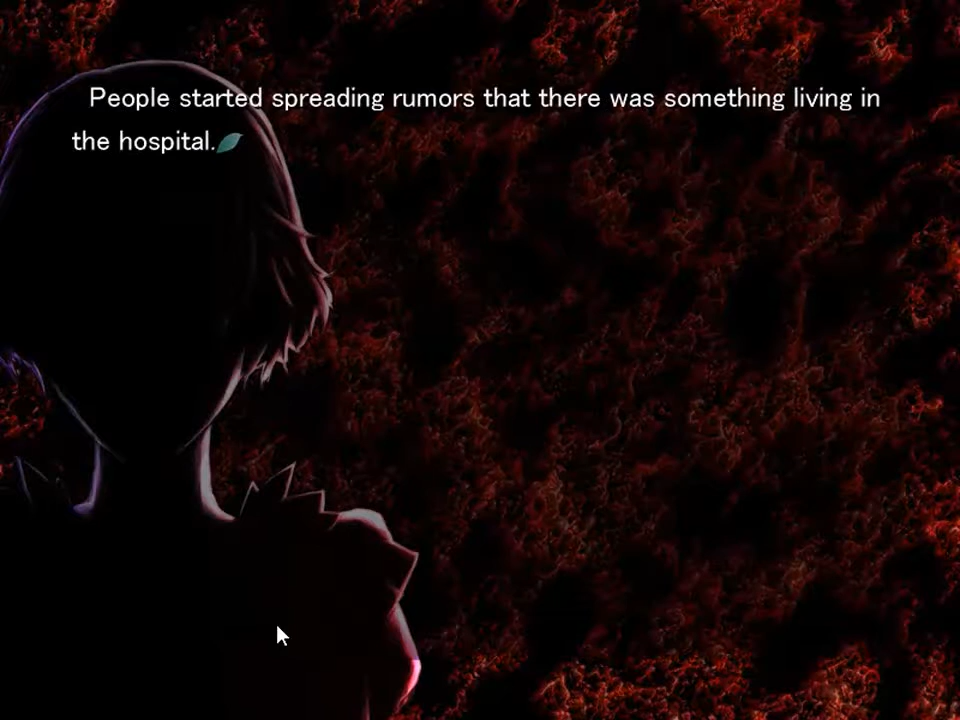 People started spreading rumors that there was something living in
the hospital.